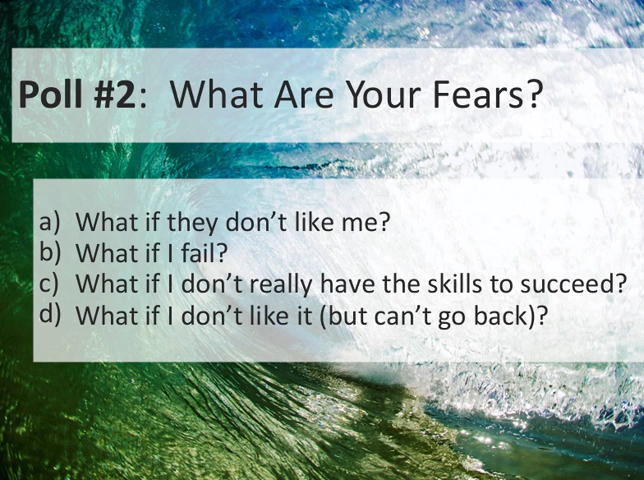 Poll #2:  What Are Your Fears?
a) What if they don’t like me?
b) What if I fail?
c) What if I don’t really have the skills to succeed?
d) What if I don’t like it (but can’t go back)?